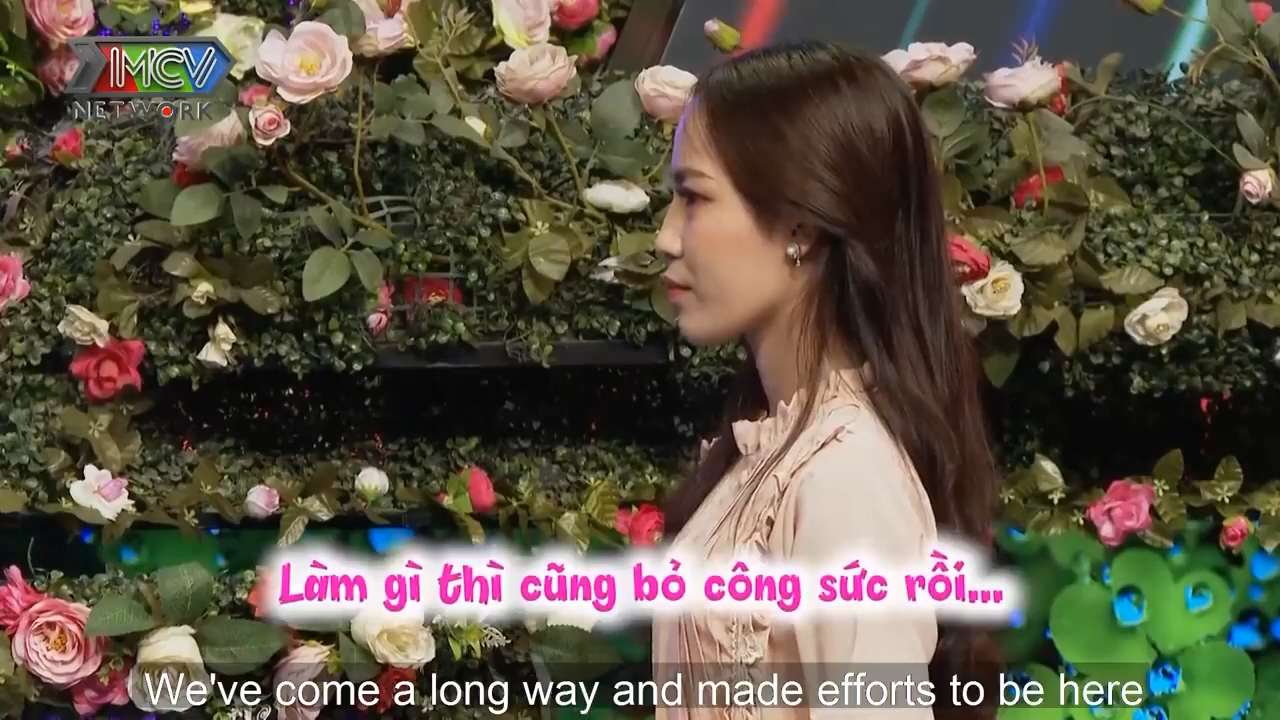 MCV
NETWORK
Làm gì thì cũng bỏ công sức rồi...
We've come a long way and made efforts to be here